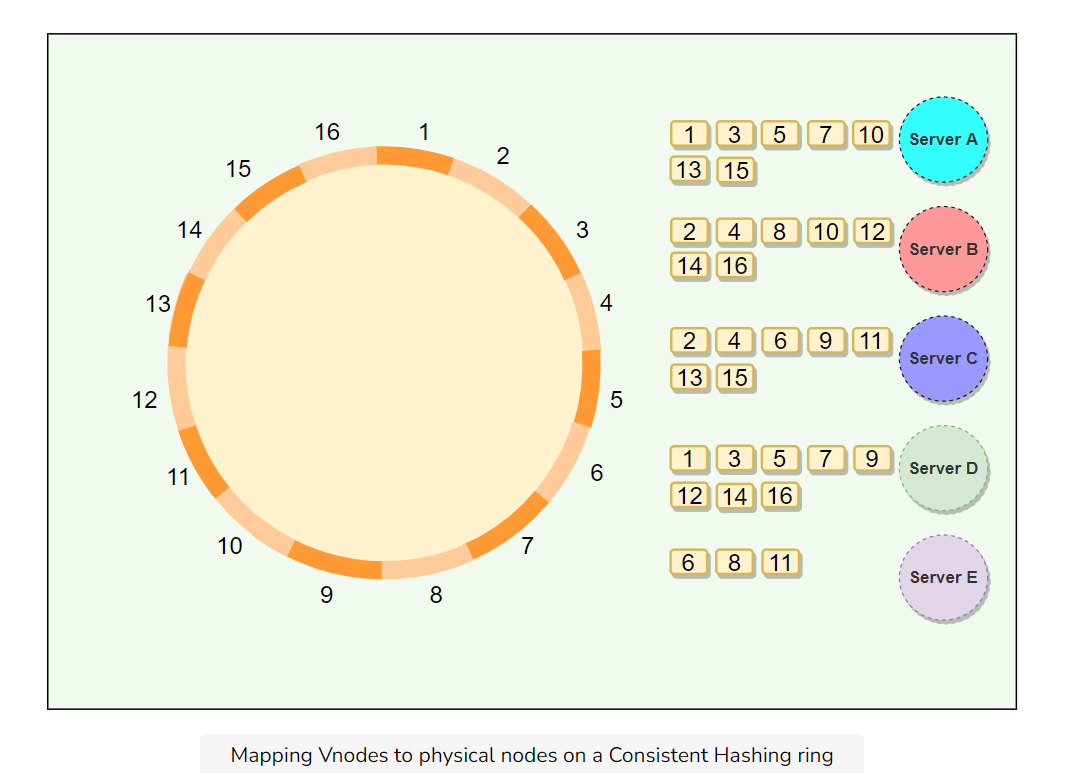 16
1
2
15
3
14
4
13
5
12
6
11
7
10
8
9
1 3 5 7 10
13 15
Server A
2 4 8 10 12
14 16
Server B
2 4 6 9 11
13 15
Server C
1 3 5 7 9
12 14 16
Server D
6 8 11
Server E
Mapping Vnodes to physical nodes on a Consistent Hashing ring